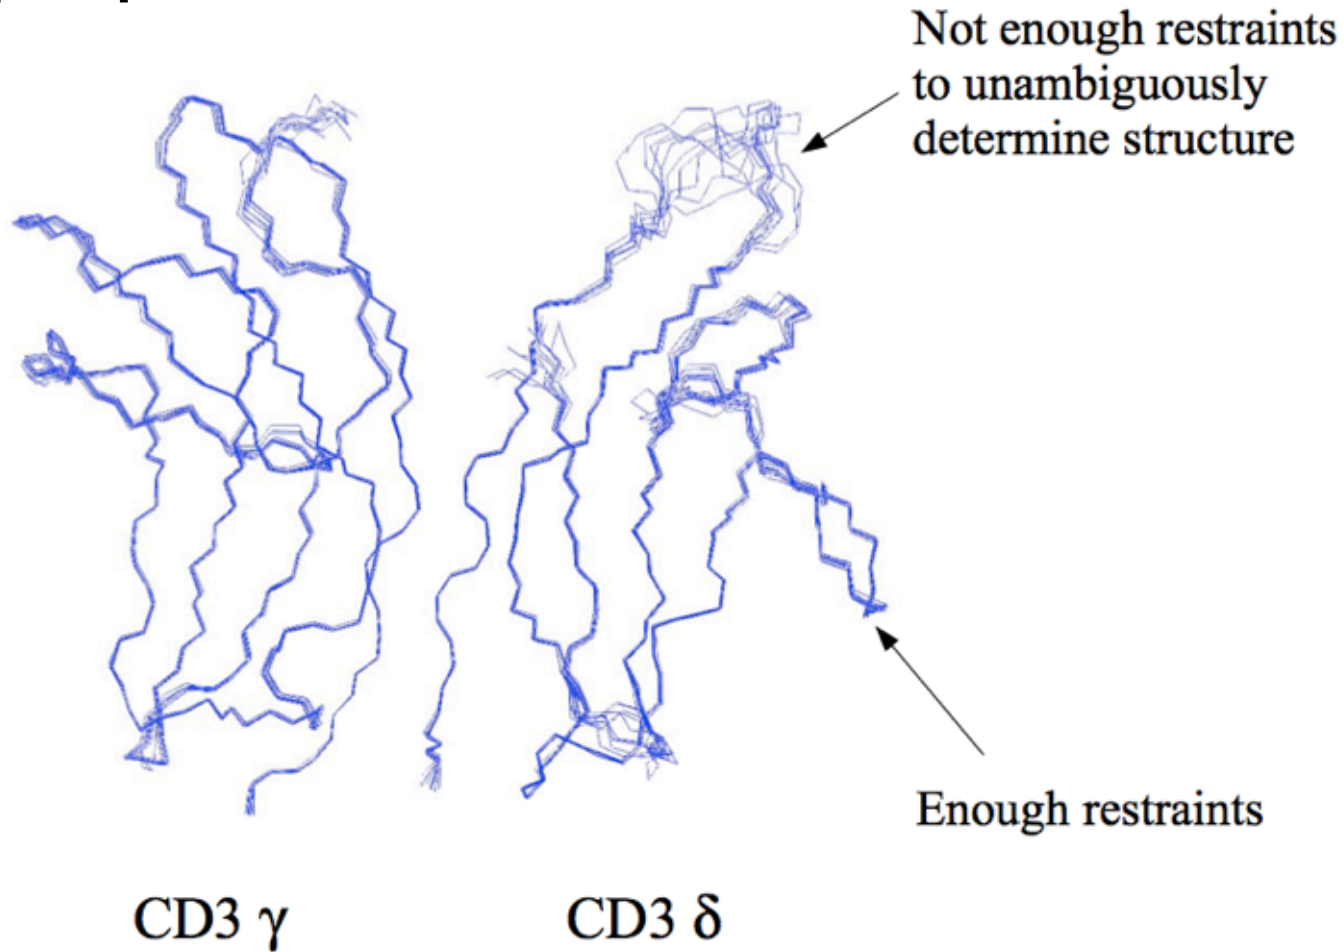 Not enough restraints
to unambiguously
determine structure
Enough restraints
CD3 γ
CD3 δ